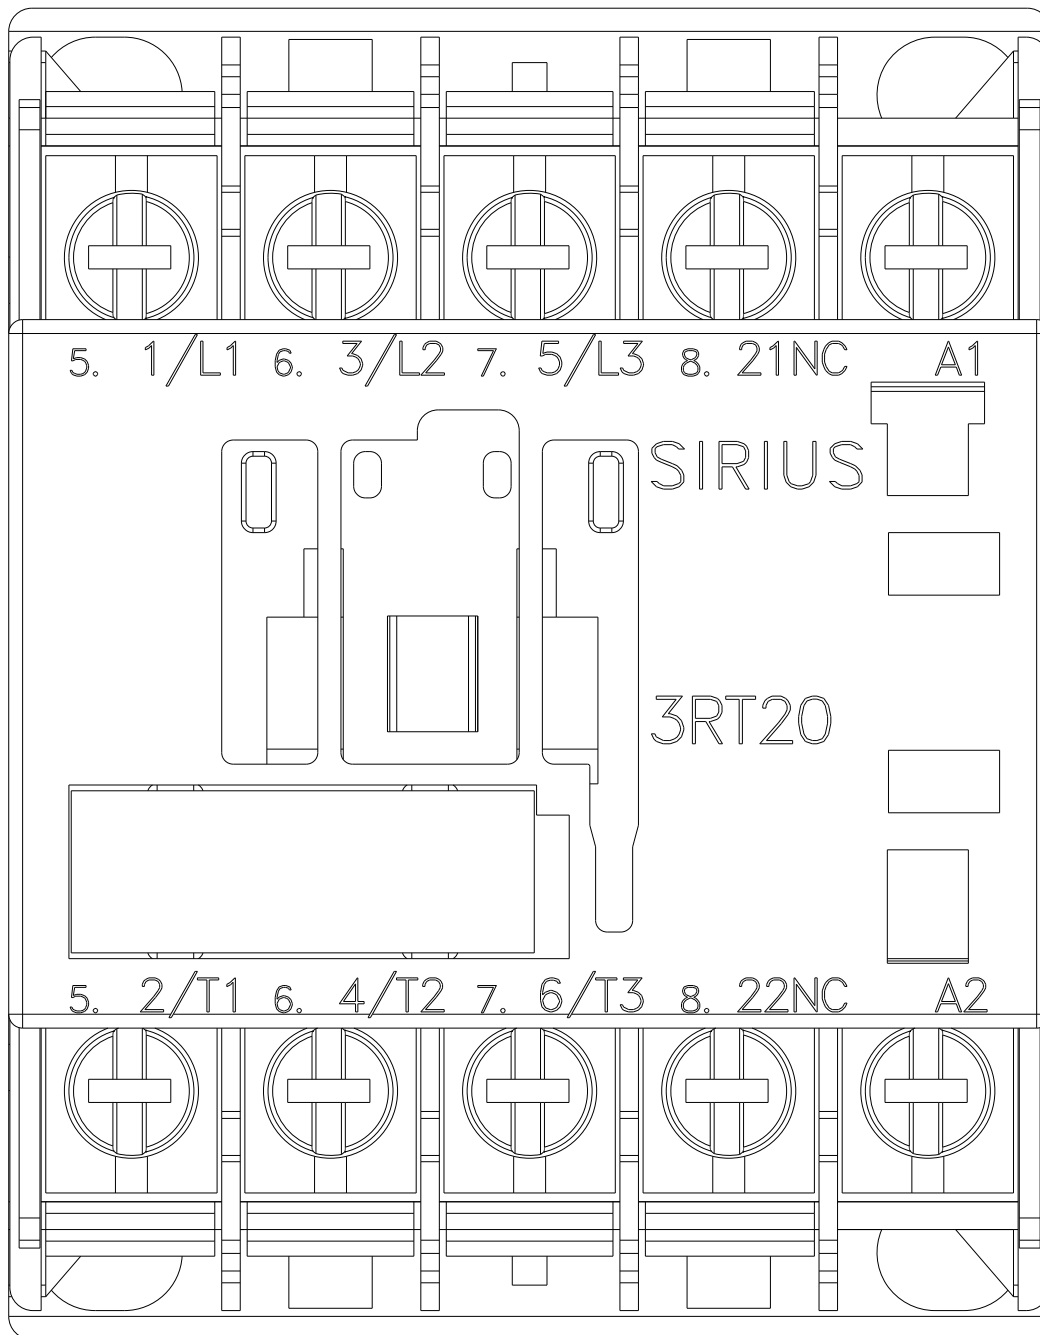 5. 1/L1 6. 3/L2 7. 5/L3 8. 21NC A1
SIRIUS
3RT20
5. 2/T1 6. 4/T2 7. 6/T3 8. 22NC A2